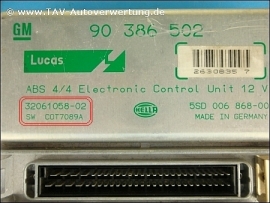 © www.TAV-Autoverwertung.de
GM 90 386 502
Lucas
2630835 7
ABS 4/4 Electronic Control Unit 12 V
32061058-02
SW COT7089A
HELLA
5SD 006 868-00
MADE IN GERMANY